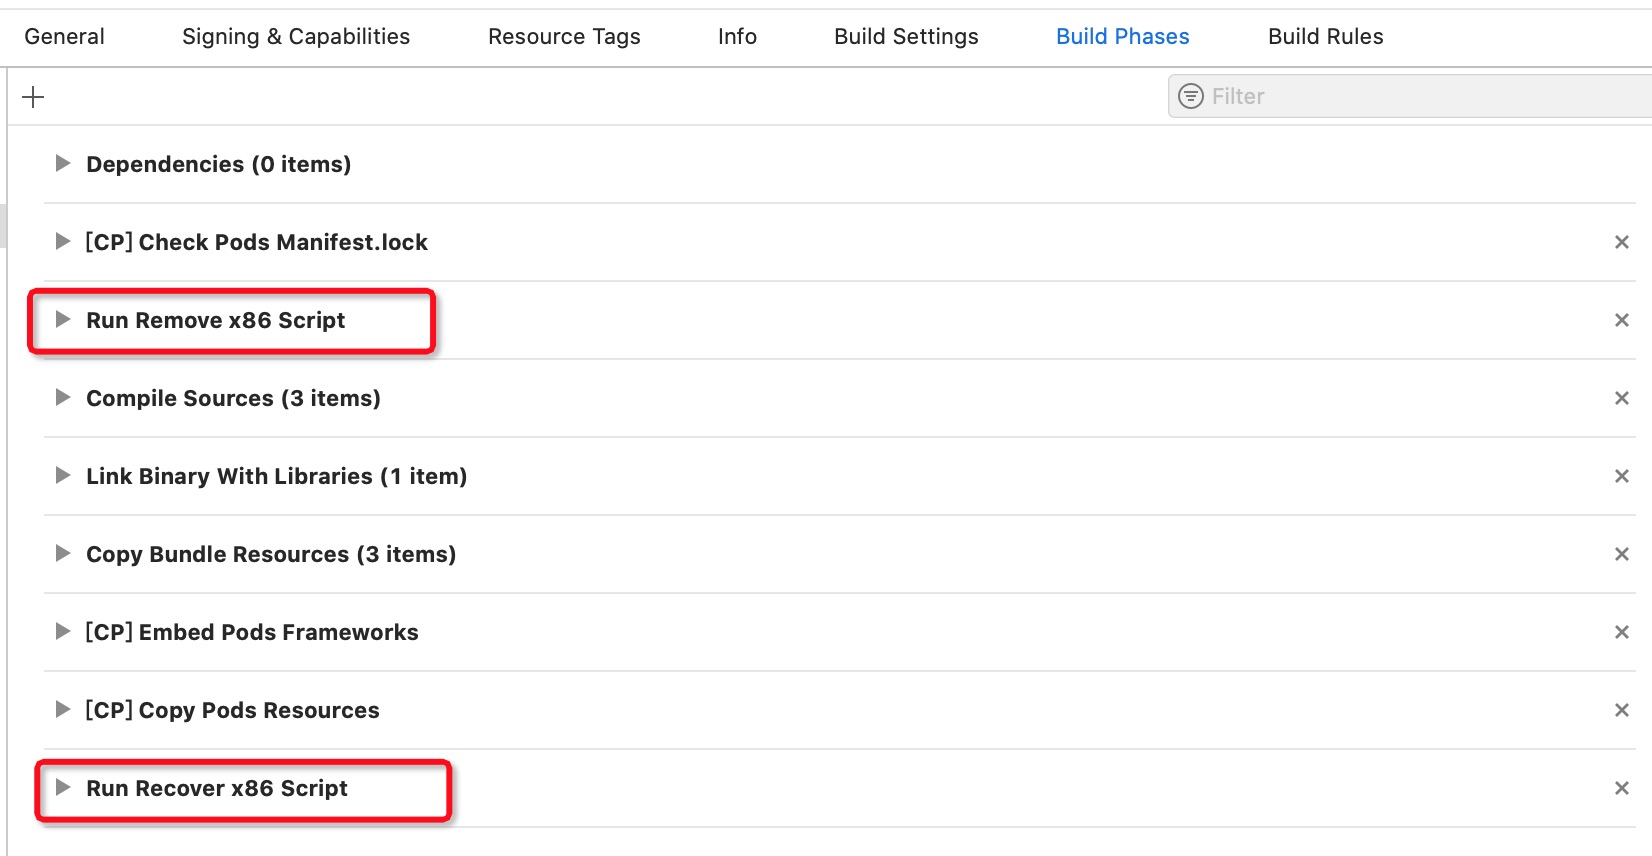 General Signing & Capabilities Resource Tags Info Build Settings Build Phases Build Rules
Filter
Dependencies (0 items)
[CP] Check Pods Manifest.lock
Run Remove x86 Script
Compile Sources (3 items)
Link Binary With Libraries (1 item)
Copy Bundle Resources (3 items)
[CP] Embed Pods Frameworks
[CP] Copy Pods Resources
Run Recover x86 Script